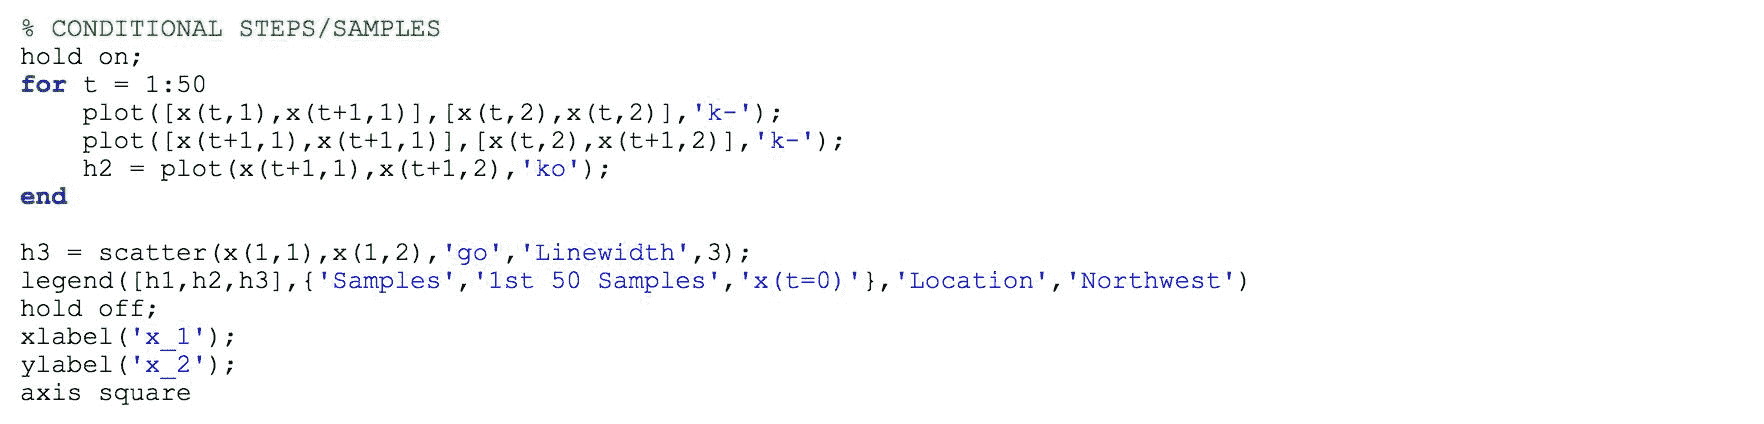 % CONDITIONAL STEPS/SAMPLES
hold on;
for t = 1:50
    plot([x(t,1),x(t+1,1)],[x(t,2),x(t,2)],'k-');
    plot([x(t+1,1),x(t+1,1)],[x(t,2),x(t+1,2)],'k-');
    h2 = plot(x(t+1,1),x(t+1,2),'ko');
end

h3 = scatter(x(1,1),x(1,2),'go','Linewidth',3);
legend([h1,h2,h3],{'Samples','1st 50 Samples','x(t=0)'},'Location','Northwest')
hold off;
xlabel('x_1');
ylabel('x_2');
axis square